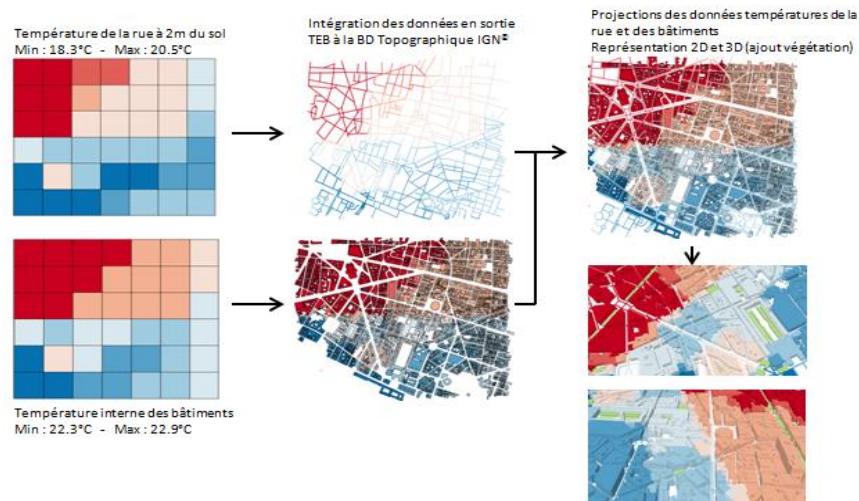 Température de la rue à 2m du sol
Min : 18.3°C - Max : 20.5°C
Intégration des données en sortie
TEB à la BD Topographique IGN®
Projections des données températures de la
rue et des bâtiments
Représentation 2D et 3D (ajout végétation)
Température interne des bâtiments
Min : 22.3°C - Max : 22.9°C